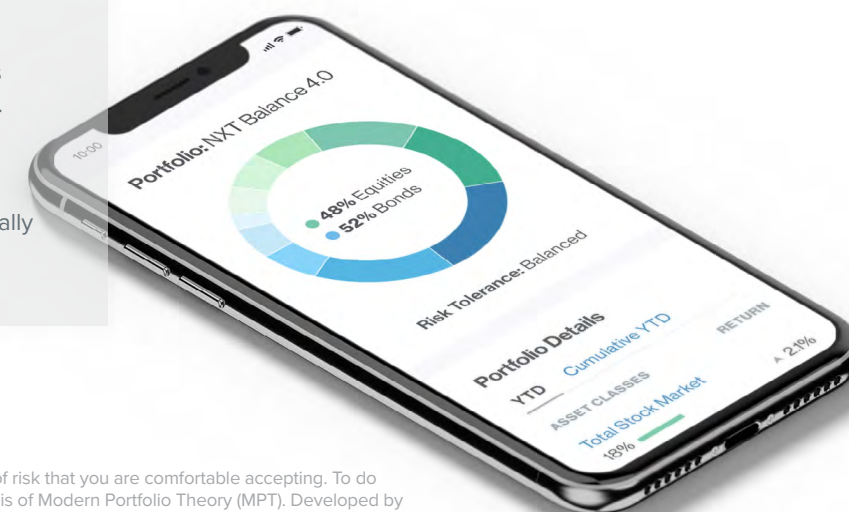 ally
10:00
Portfolio: NXT Balance 4.0
48% Equities
52% Bonds
Risk Tolerance: Balanced
Portfolio Details
YTD Cumulative YTD
ASSET CLASSES RETURN
Total Stock Market 2.1%
18%
of risk that you are comfortable accepting. To do
is of Modern Portfolio Theory (MPT). Developed by